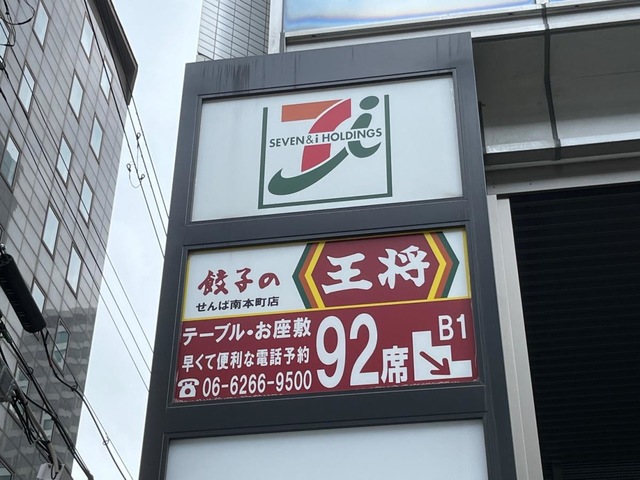 7i
SEVEN & i HOLDINGS
餃子の王将
せんば南本町店
テーブル・お座敷
早くて便利な電話予約
☎06-6266-9500
92席
B1